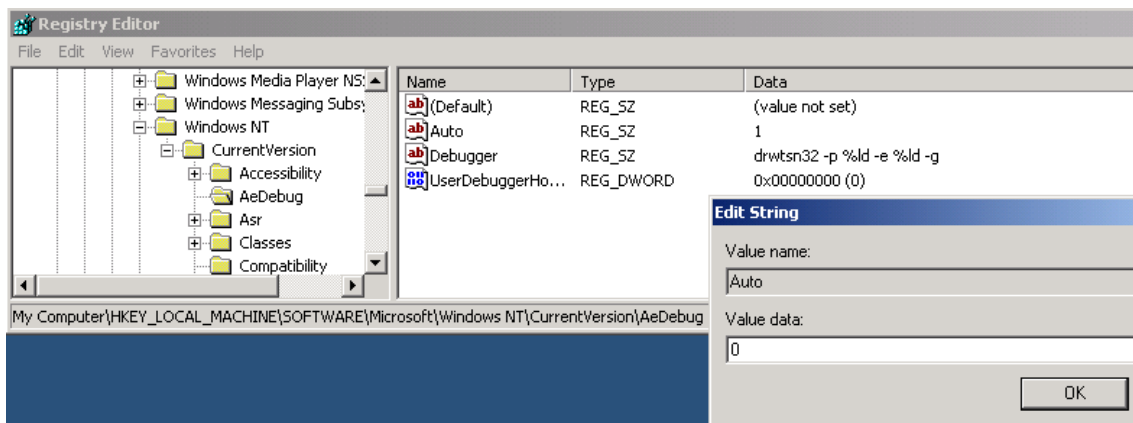 Registry Editor
File Edit View Favorites Help
Windows Media Player NS
Windows Messaging Subsy
Windows NT
CurrentVersion
Accessibility
AeDebug
Asr
Classes
Compatibility
Name Type Data
(Default) REG_SZ (value not set)
Auto REG_SZ 1
Debugger REG_SZ drwtsn32 -p %ld -e %ld -g
UserDebuggerHo... REG_DWORD 0x00000000 (0)
My Computer\HKEY_LOCAL_MACHINE\SOFTWARE\Microsoft\Windows NT\CurrentVersion\AeDebug
Edit String
Value name:
Auto
Value data:
0
OK